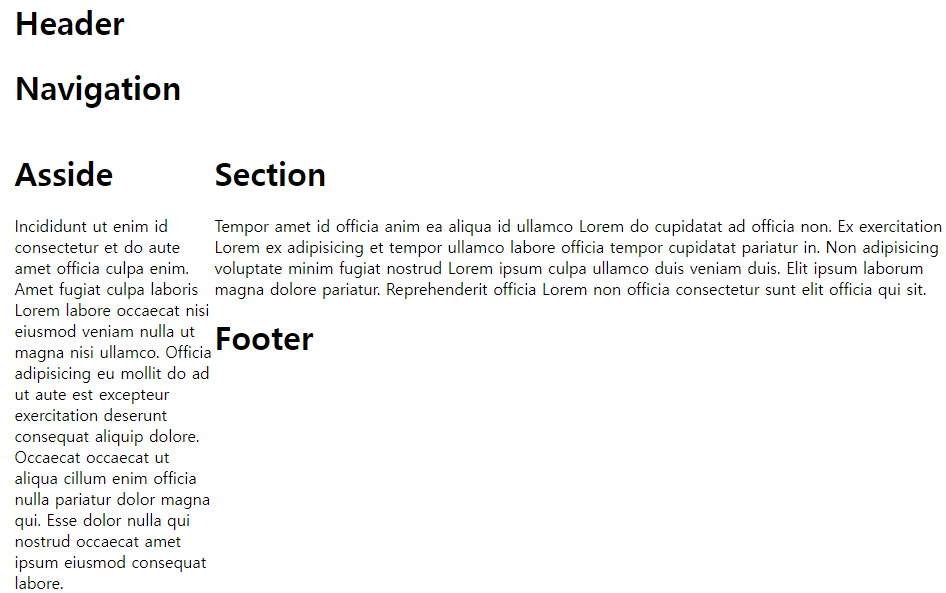 Header
Navigation
Asside
Incididunt ut enim id
consectetur et do aute
amet officia culpa enim.
Amet fugiat culpa laboris
Lorem labore occaecat nisi
eiusmod veniam nulla ut
magna nisi ullamco. Officia
adipisicing eu mollit do ad
ut aute est excepteur
exercitation deserunt
consequat aliquip dolore.
Occaecat occaecat ut
aliqua cillum enim officia
nulla pariatur dolor magna
qui. Esse dolor nulla qui
nostrud occaecat amet
ipsum eiusmod consequat
labore.
Section
Tempor amet id officia anim ea aliqua id ullamco Lorem do cupidatat ad officia non. Ex exercitation
Lorem ex adipisicing et tempor ullamco labore officia tempor cupidatat pariatur in. Non adipisicing
voluptate minim fugiat nostrud Lorem ipsum culpa ullamco duis veniam duis. Elit ipsum laborum
magna dolore pariatur. Reprehenderit officia Lorem non officia consectetur sunt elit officia qui sit.
Footer